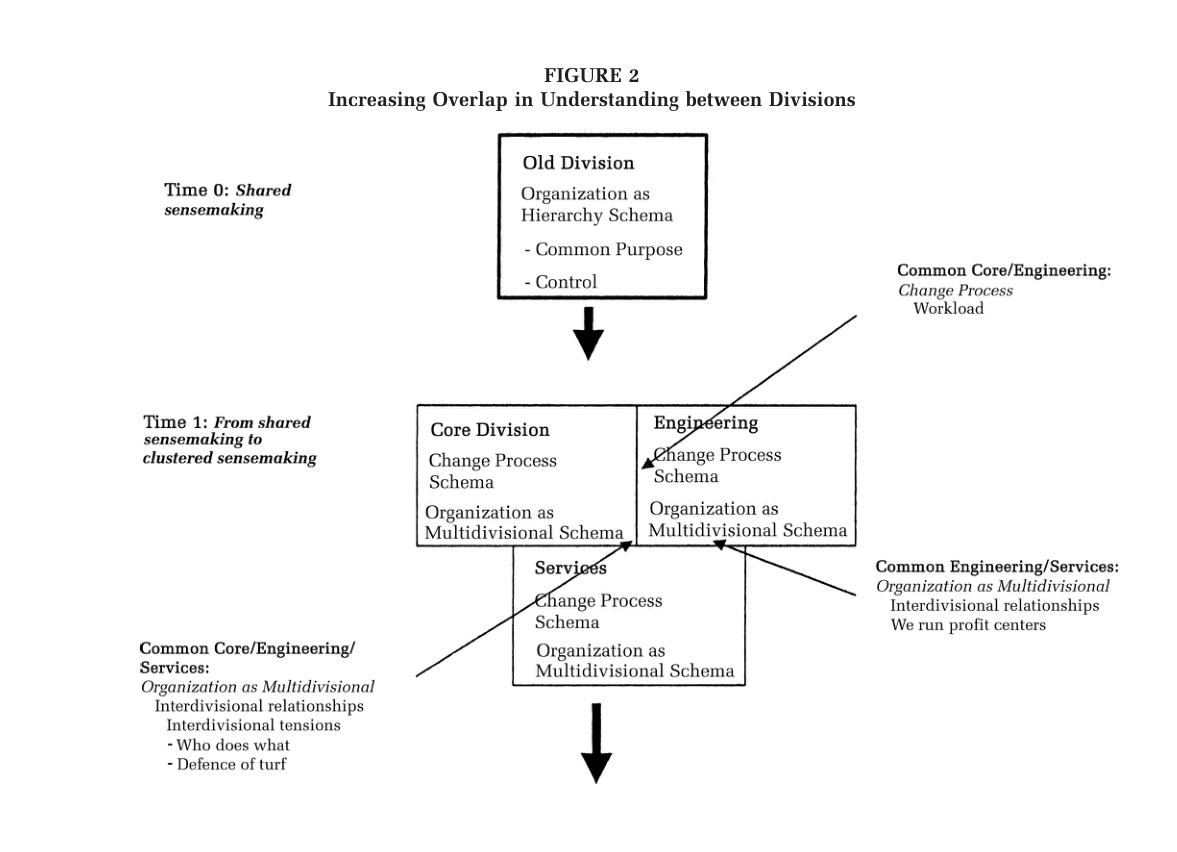 FIGURE 2
Increasing Overlap in Understanding between Divisions
Time 0: Shared
sensemaking
Old Division
Organization as
Hierarchy Schema
- Common Purpose
- Control
Common Core/Engineering:
Change Process
Workload
Time 1: From shared
sensemaking to
clustered sensemaking
Core Division
Change Process
Schema
Organization as
Multidivisional Schema
Engineering
Change Process
Schema
Organization as
Multidivisional Schema
Services
Change Process
Schema
Organization as
Multidivisional Schema
Common Engineering/Services:
Organization as Multidivisional
Interdivisional relationships
We run profit centers
Common Core/Engineering/
Services:
Organization as Multidivisional
Interdivisional relationships
Interdivisional tensions
- Who does what
- Defence of turf